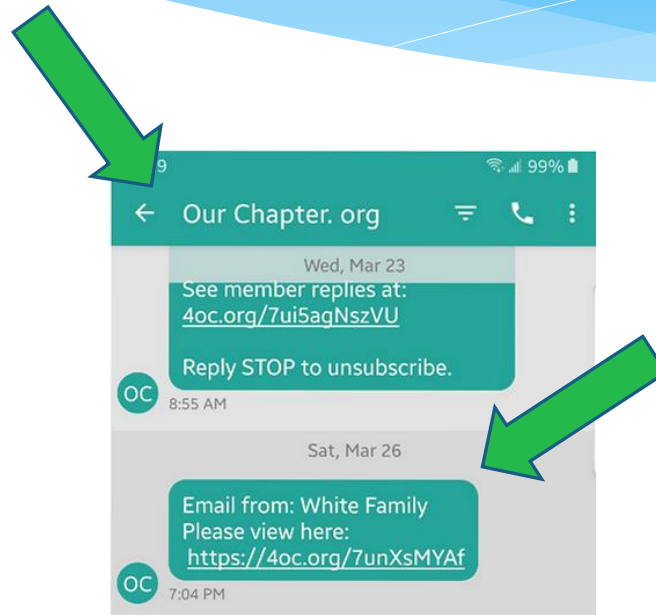 9 99%
Our Chapter. org
Wed, Mar 23
See member replies at:
4oc.org/7ui5agNszVU
Reply STOP to unsubscribe.
OC
8:55 AM
Sat, Mar 26
Email from: White Family
Please view here:
https://4oc.org/7unXsMYAf
OC
7:04 PM